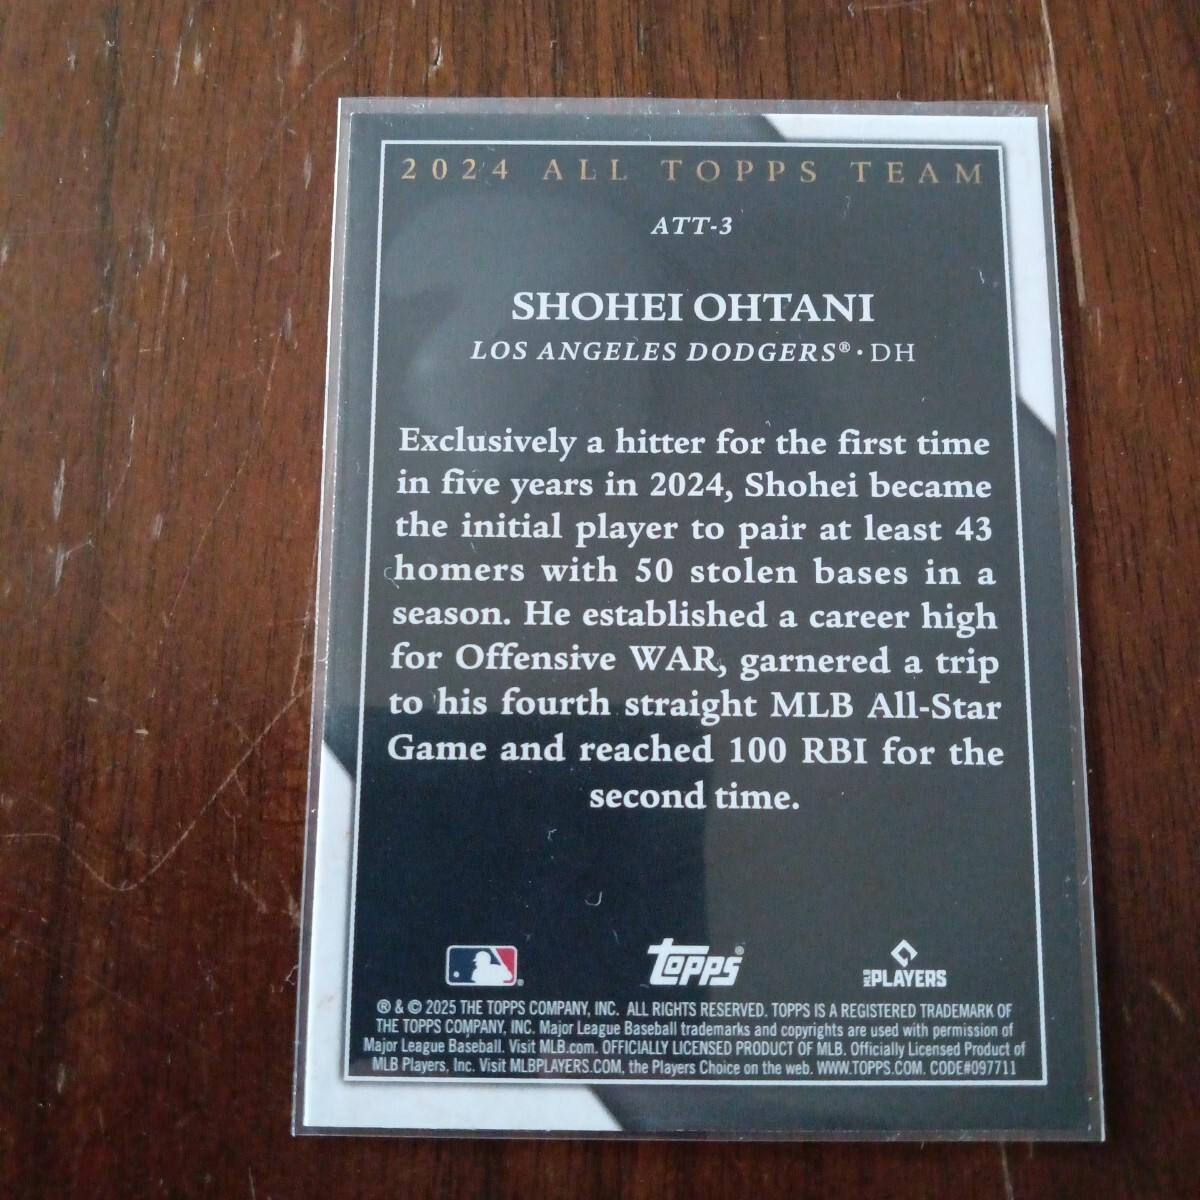 2024 ALL TOPPS TEAM
ATT-3
SHOHEI OHTANI
LOS ANGELES DODGERS®・DH
Exclusively a hitter for the first time
in five years in 2024, Shohei became
the initial player to pair at least 43
homers with 50 stolen bases in a
season. He established a career high
for Offensive WAR, garnered a trip
to his fourth straight MLB All-Star
Game and reached 100 RBI for the
second time.
topps®
MLB PLAYERS
® & © 2025 THE TOPPS COMPANY, INC. ALL RIGHTS RESERVED. TOPPS IS A REGISTERED TRADEMARK OF
THE TOPPS COMPANY, INC. Major League Baseball trademarks and copyrights are used with permission of
Major League Baseball. Visit MLB.com. OFFICIALLY LICENSED PRODUCT OF MLB. Officially Licensed Product of
MLB Players, Inc. Visit MLBPLAYERS.COM, the Players Choice on the web. WWW.TOPPS.COM. CODE#097711